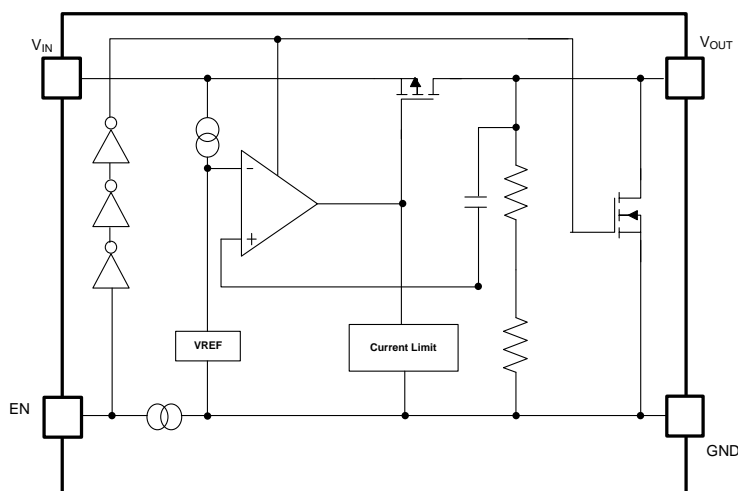 VIN
VOUT
-
+
VREF
Current Limit
EN
GND